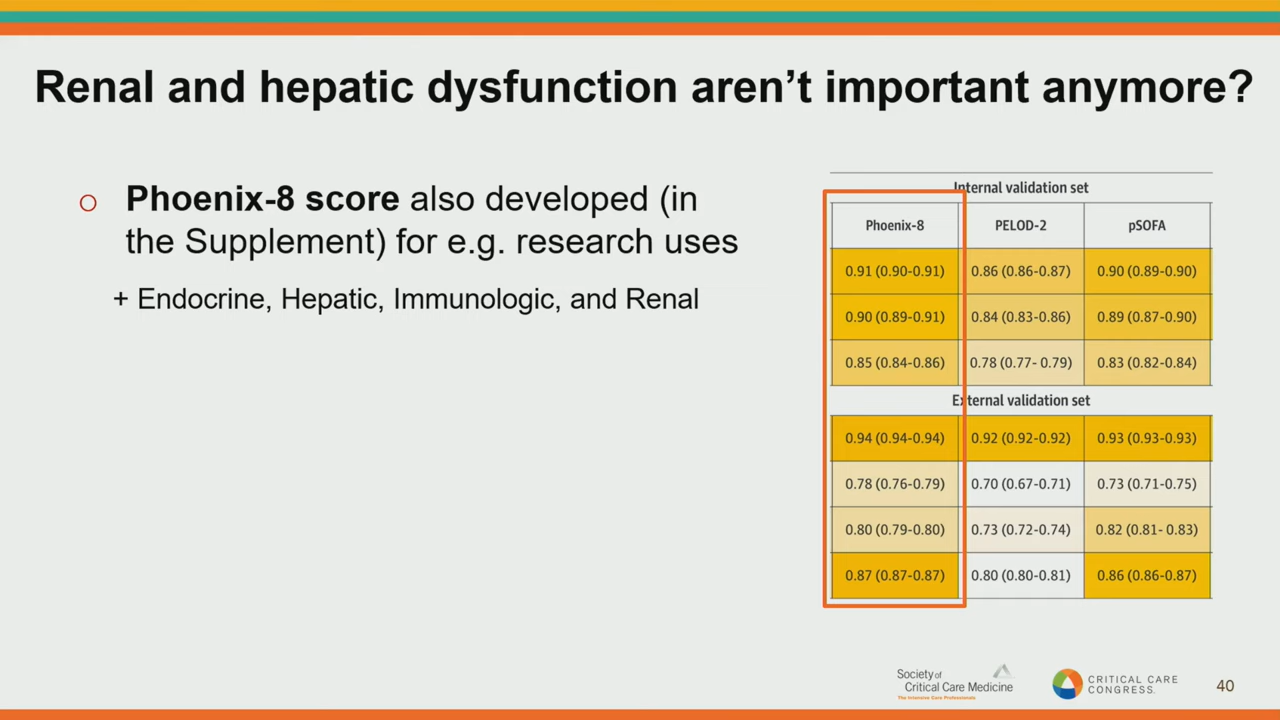 Renal and hepatic dysfunction aren’t important anymore?
o Phoenix-8 score also developed (in
the Supplement) for e.g. research uses
+ Endocrine, Hepatic, Immunologic, and Renal
Internal validation set
Phoenix-8 PELOD-2 pSOFA
0.91 (0.90-0.91) 0.86 (0.86-0.87) 0.90 (0.89-0.90)
0.90 (0.89-0.91) 0.84 (0.83-0.86) 0.89 (0.87-0.90)
0.85 (0.84-0.86) 0.78 (0.77- 0.79) 0.83 (0.82-0.84)
External validation set
0.94 (0.94-0.94) 0.92 (0.92-0.92) 0.93 (0.93-0.93)
0.78 (0.76-0.79) 0.70 (0.67-0.71) 0.73 (0.71-0.75)
0.80 (0.79-0.80) 0.73 (0.72-0.74) 0.82 (0.81- 0.83)
0.87 (0.87-0.87) 0.80 (0.80-0.81) 0.86 (0.86-0.87)
Society of
Critical Care Medicine
The Intensive Care Professionals
CRITICAL CARE
CONGRESS.
40